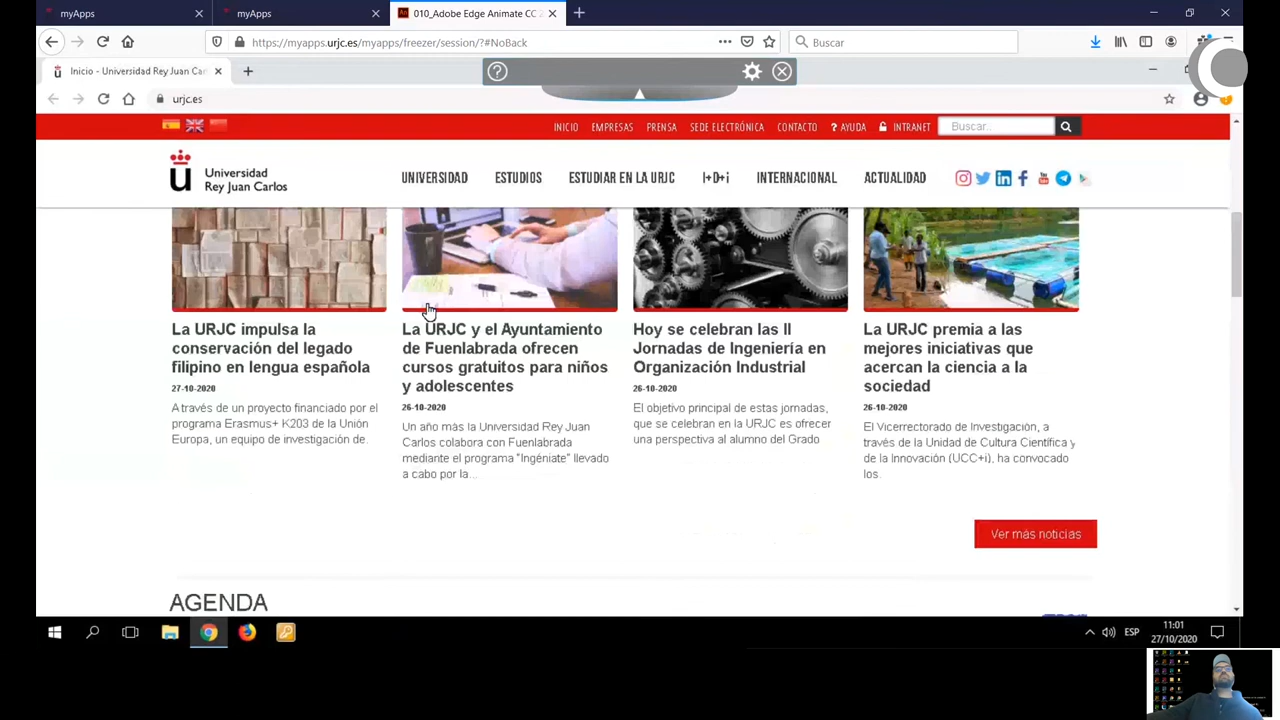 myApps
myApps
010_Adobe Edge Animate CC 2
https://myapps.urjc.es/myapps/freezer/session/?#NoBack
Buscar
Inicio - Universidad Rey Juan Car
urjc.es
INICIO EMPRESAS PRENSA SEDE ELECTRÓNICA CONTACTO ? AYUDA INTRANET Buscar..
Universidad
Rey Juan Carlos
UNIVERSIDAD ESTUDIOS ESTUDIAR EN LA URJC I+D+i INTERNACIONAL ACTUALIDAD
La URJC impulsa la
conservación del legado
filipino en lengua española
27-10-2020
A través de un proyecto financiado por el
programa Erasmus+ K203 de la Unión
Europa, un equipo de investigación de.
La URJC y el Ayuntamiento
de Fuenlabrada ofrecen
cursos gratuitos para niños
y adolescentes
26-10-2020
Un año más la Universidad Rey Juan
Carlos colabora con Fuenlabrada
mediante el programa "Ingéniate" llevado
a cabo por la...
Hoy se celebran las II
Jornadas de Ingeniería en
Organización Industrial
26-10-2020
El objetivo principal de estas jornadas,
que se celebran en la URJC es ofrecer
una perspectiva al alumno del Grado
La URJC premia a las
mejores iniciativas que
acercan la ciencia a la
sociedad
26-10-2020
El Vicerrectorado de Investigación, a
través de la Unidad de Cultura Científica y
de la Innovación (UCC+i), ha convocado
los.
Ver más noticias
AGENDA
ESP
11:01
27/10/2020